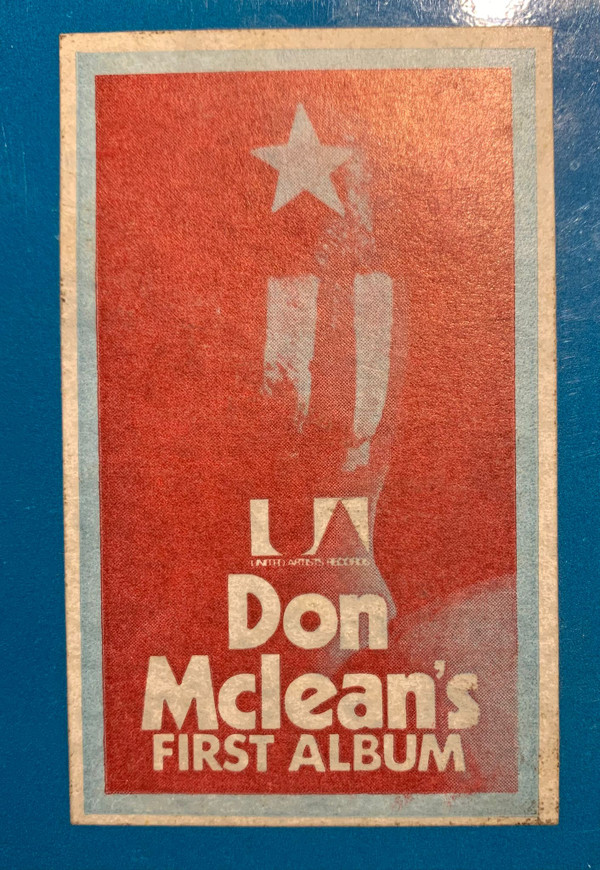 UA
UNITED ARTISTS RECORDS
Don
Mclean's
FIRST ALBUM